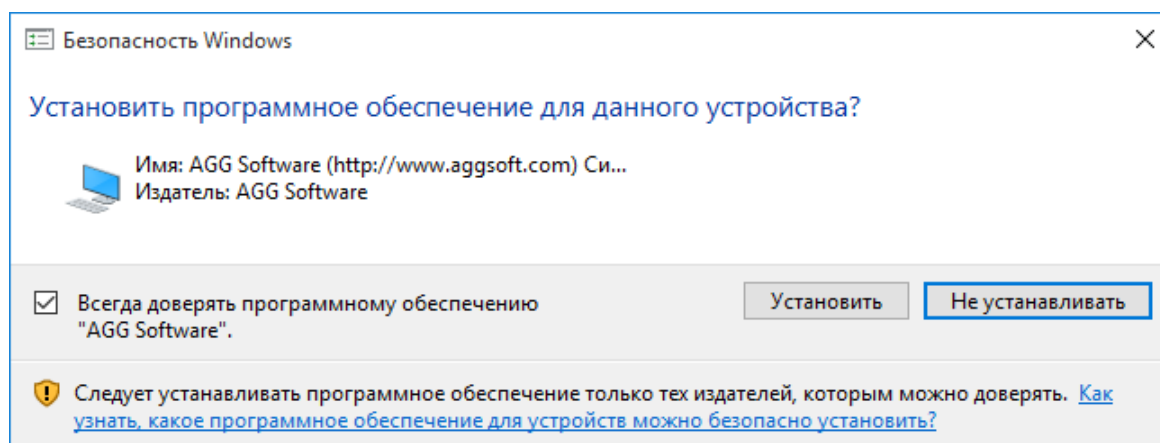 Безопасность Windows
Установить программное обеспечение для данного устройства?
Имя: AGG Software (http://www.aggsoft.com) Си...
Издатель: AGG Software
Всегда доверять программному обеспечению
"AGG Software".
Установить
Не устанавливать
Следует устанавливать программное обеспечение только тех издателей, которым можно доверять. Как
узнать, какое программное обеспечение для устройств можно безопасно установить?